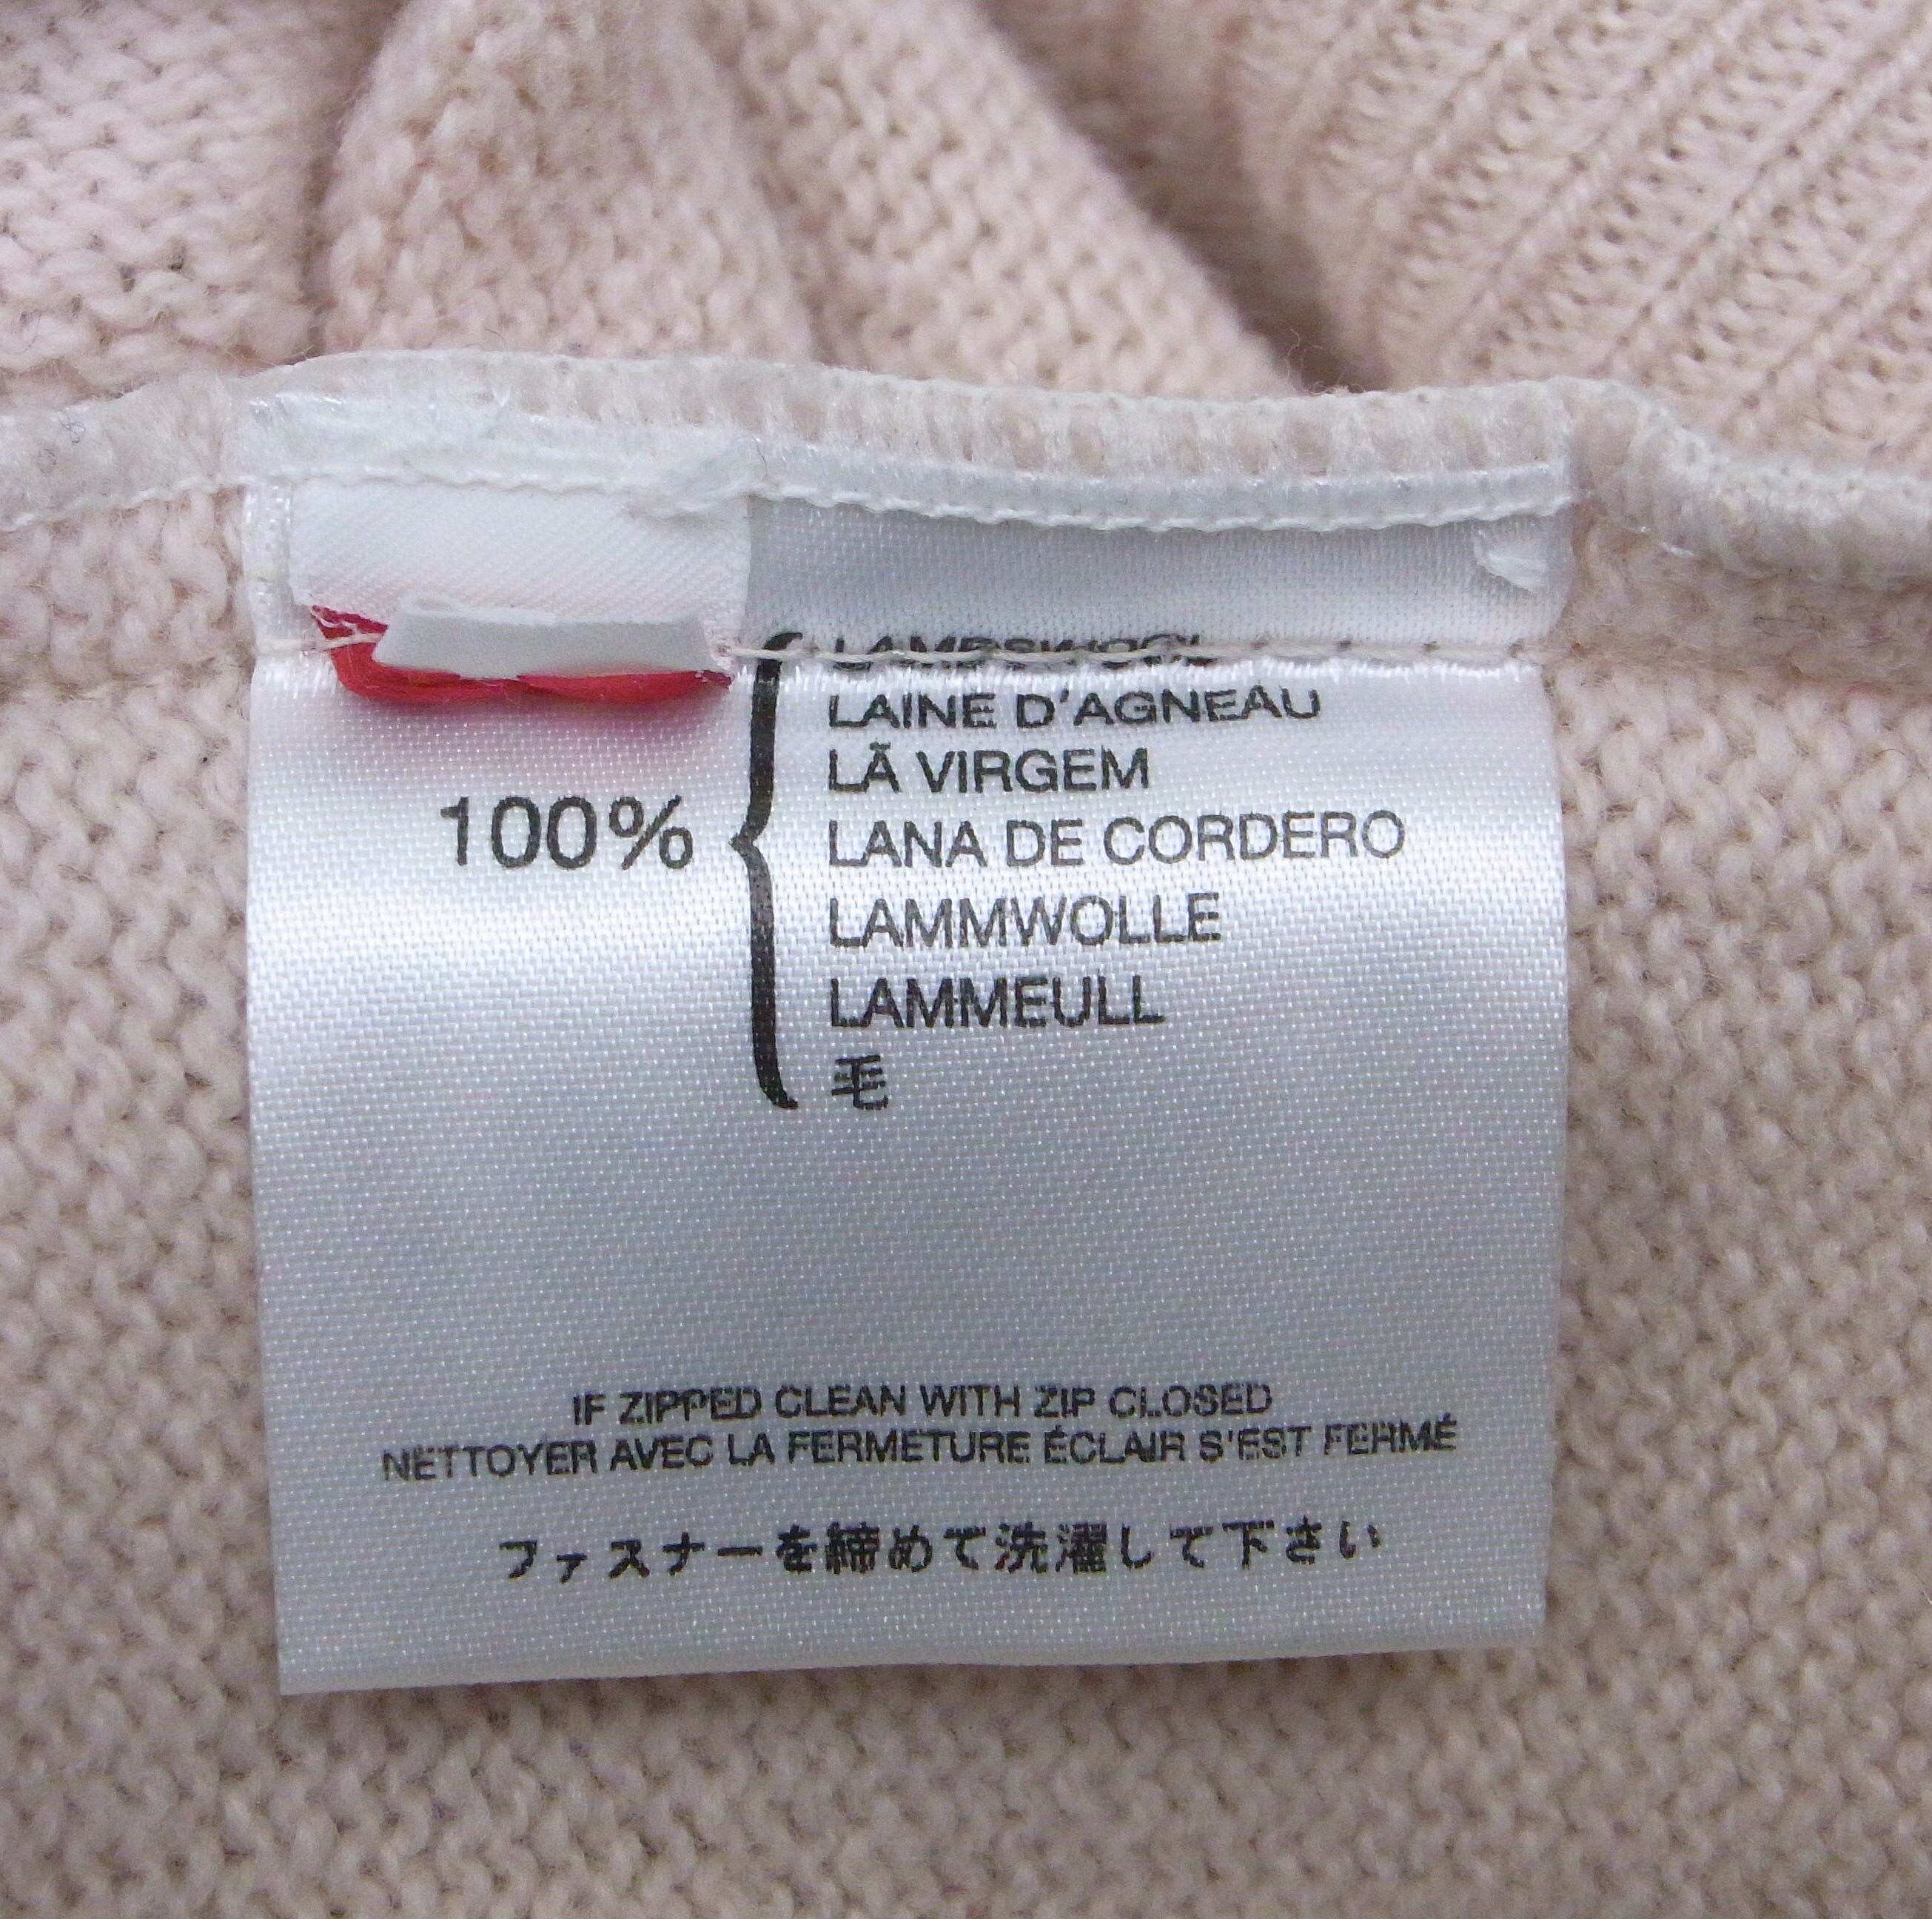 LAMBSWOOL
LAINE D'AGNEAU
LÃ VIRGEM
100%
LANA DE CORDERO
LAMMWOLLE
LAMMEULL
毛
IF ZIPPED CLEAN WITH ZIP CLOSED
NETTOYER AVEC LA FERMETURE ÉCLAIR S'EST FERMÉ
ファスナーを締めて洗濯して下さい